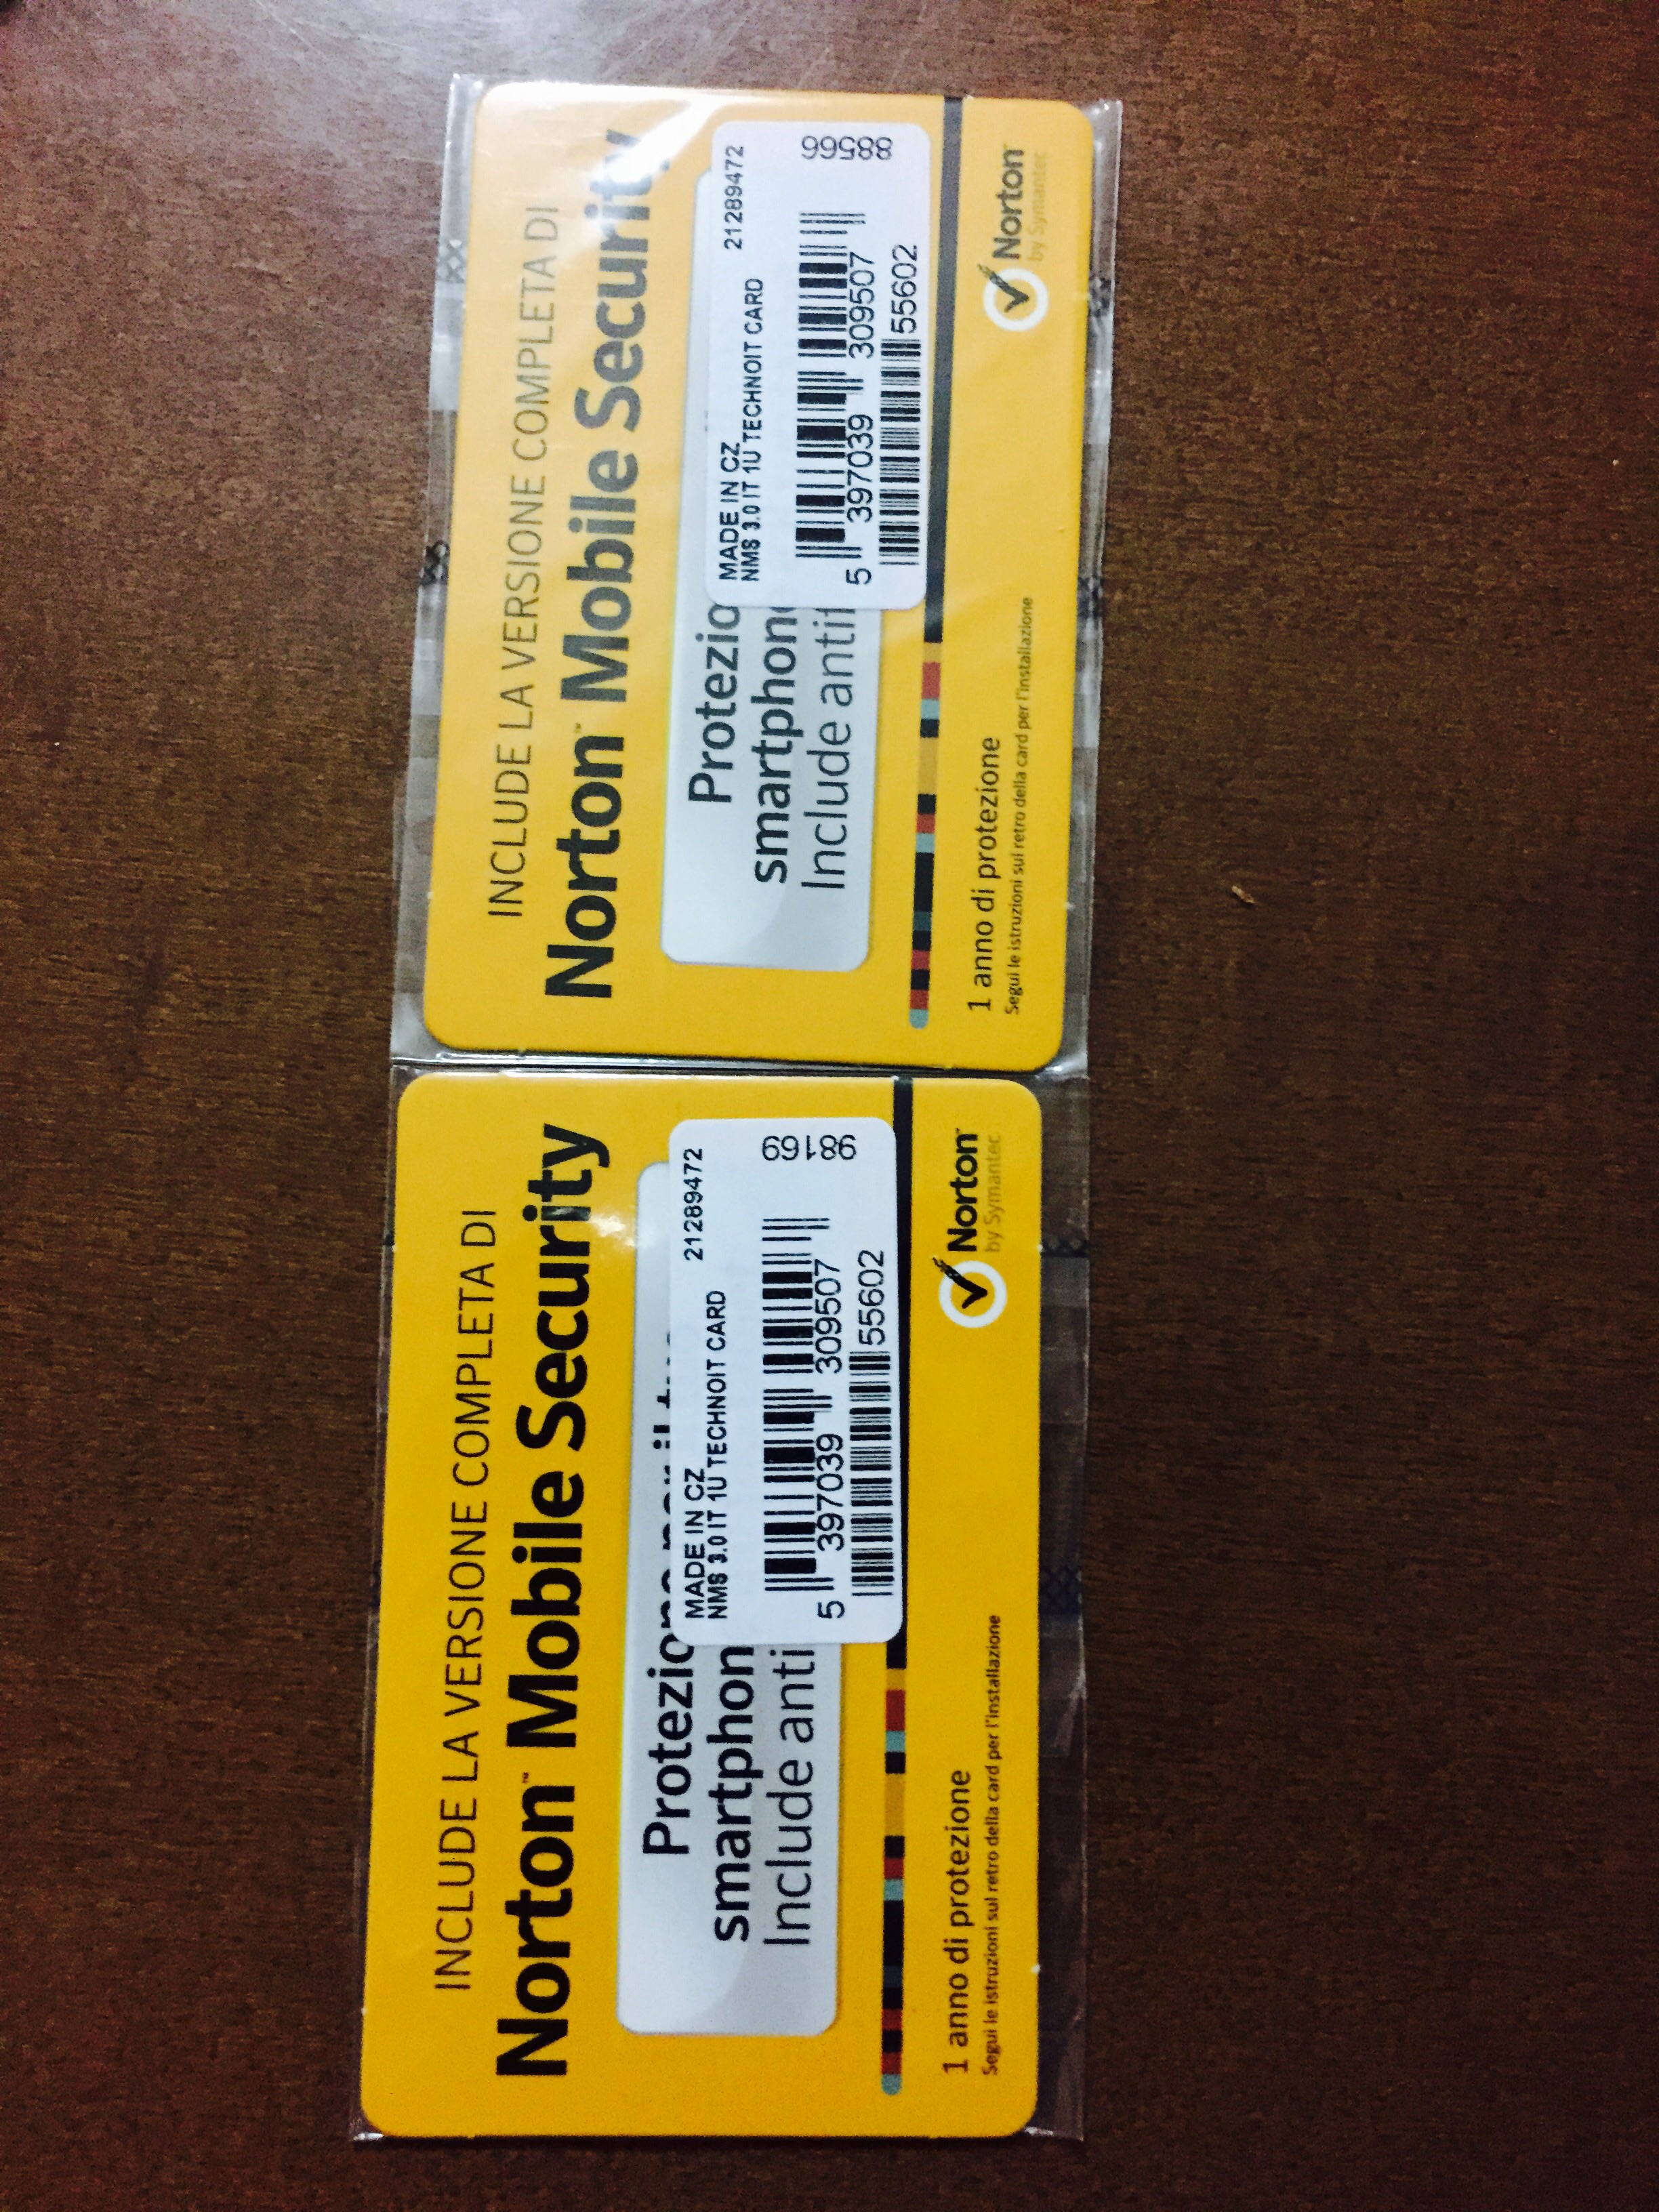 INCLUDE LA VERSIONE COMPLETA DI
Norton™ Mobile Security
Protezio
smartphon
Include anti
MADE IN CZ 21289472
NMS 3.0 IT 1U TECHNOIT CARD
5 397039 309507
55602
98169
1 anno di protezione
Segui le istruzioni sul retro della card per l'installazione
Norton™
by Symantec
INCLUDE LA VERSIONE COMPLETA DI
Norton™ Mobile Security
Protezio
smartphon
Include antif
MADE IN CZ 21289472
NMS 3.0 IT 1U TECHNOIT CARD
5 397039 309507
55602
88566
1 anno di protezione
Segui le istruzioni sul retro della card per l'installazione
Norton™
by Symantec